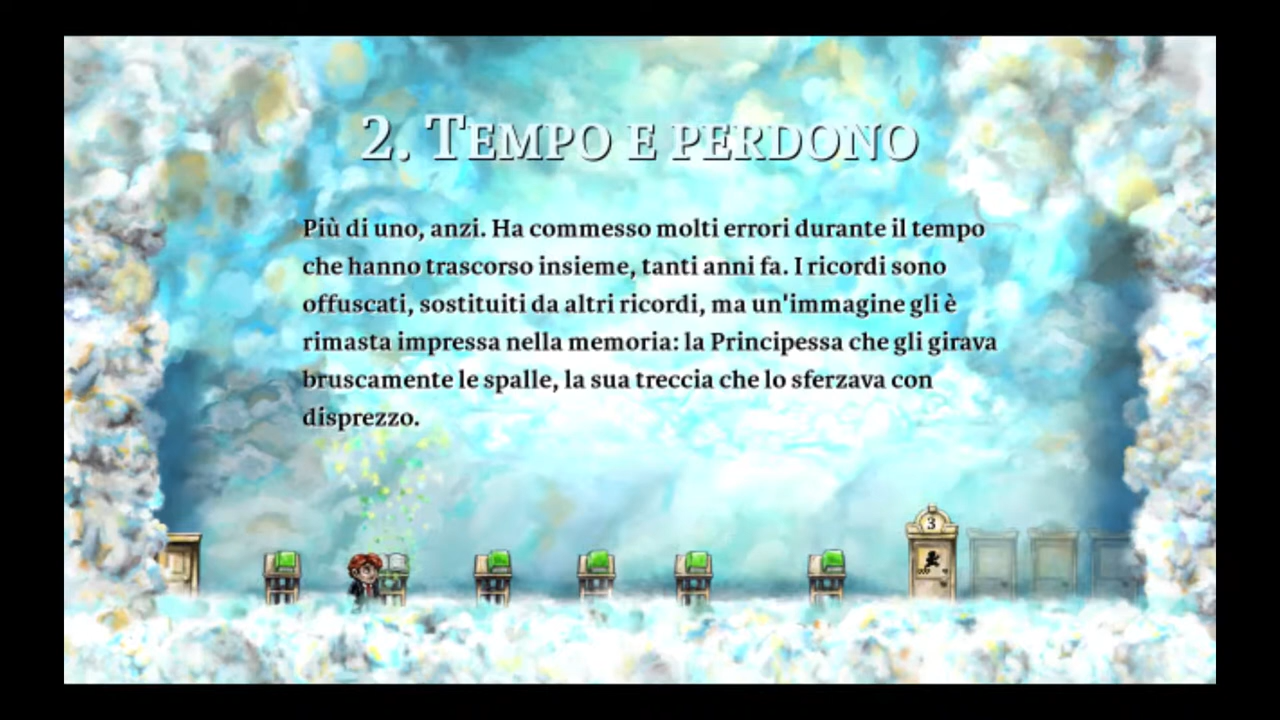 2. Tempo e perdono
Più di uno, anzi. Ha commesso molti errori durante il tempo
che hanno trascorso insieme, tanti anni fa. I ricordi sono
offuscati, sostituiti da altri ricordi, ma un'immagine gli è
rimasta impressa nella memoria: la Principessa che gli girava
bruscamente le spalle, la sua treccia che lo sferzava con
disprezzo.
3